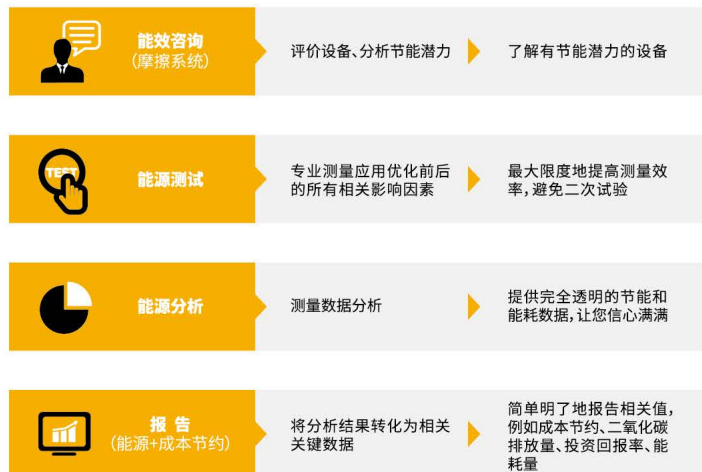 能效咨询
(摩擦系统)
评价设备、分析节能潜力
了解有节能潜力的设备
TEST
能源测试
专业测量应用优化前后
的所有相关影响因素
最大限度地提高测量效
率,避免二次试验
能源分析
测量数据分析
提供完全透明的节能和
能耗数据,让您信心满满
报 告
(能源+成本节约)
将分析结果转化为相关
关键数据
简单明了地报告相关值,
例如成本节约、二氧化碳
排放量、投资回报率、能
耗量